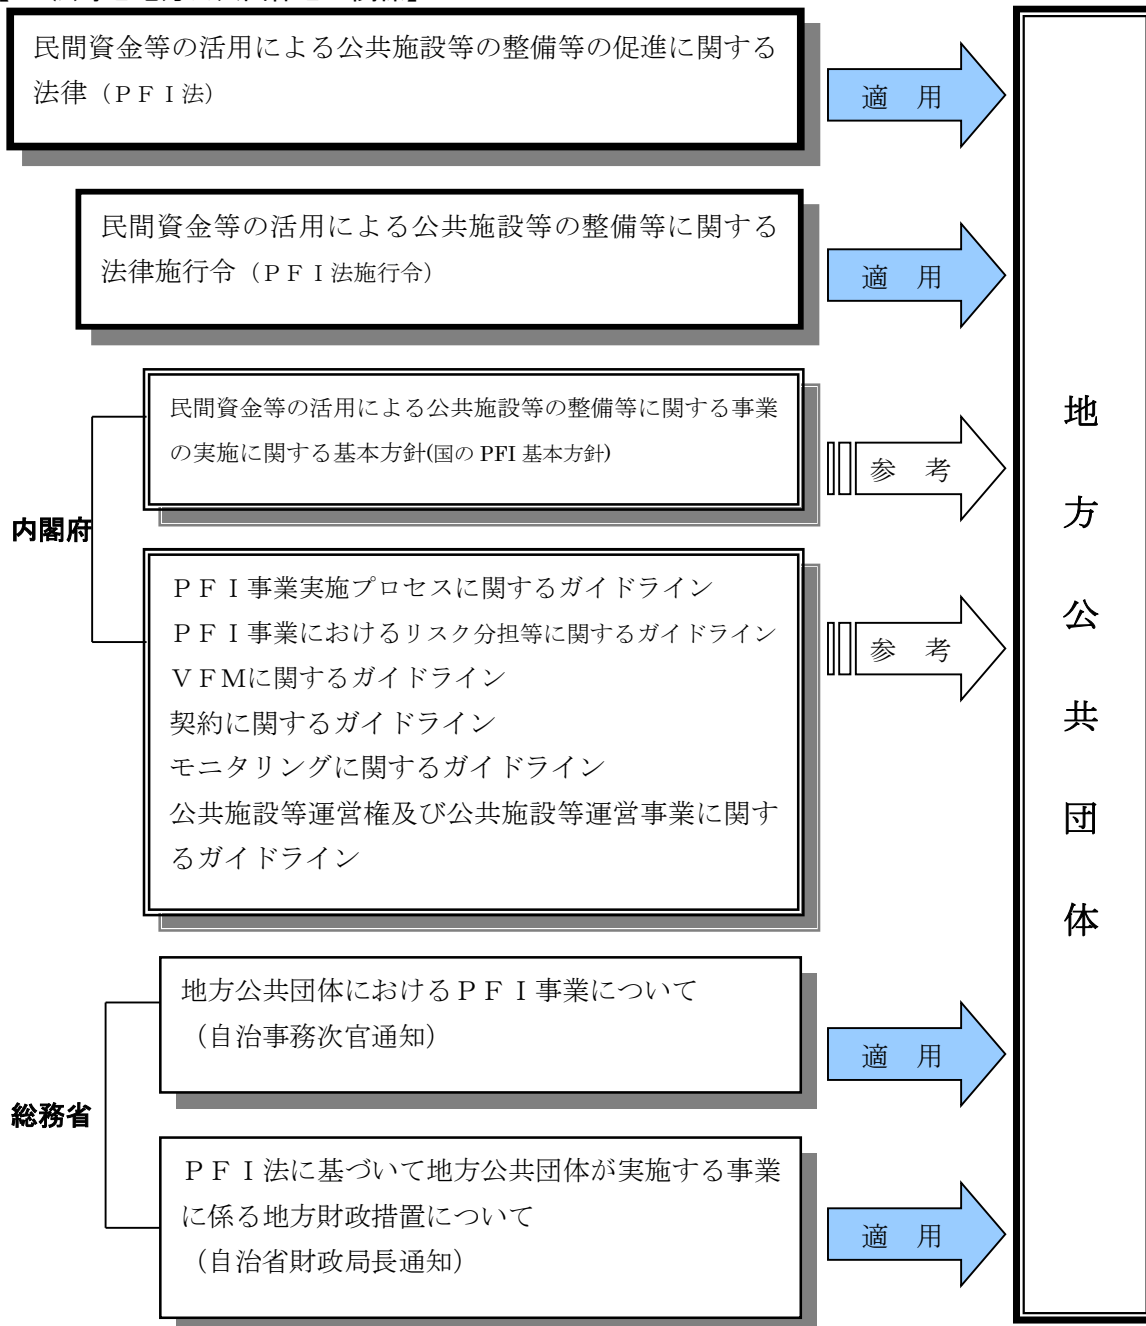 民間資金等の活用による公共施設等の整備等の促進に関する
法律（ＰＦＩ法）
適　用
民間資金等の活用による公共施設等の整備等に関する
法律施行令（ＰＦＩ法施行令）
適　用
内閣府
民間資金等の活用による公共施設等の整備等に関する事業
の実施に関する基本方針(国の PFI 基本方針)
参　考
ＰＦＩ事業実施プロセスに関するガイドライン
ＰＦＩ事業におけるリスク分担等に関するガイドライン
ＶＦＭに関するガイドライン
契約に関するガイドライン
モニタリングに関するガイドライン
公共施設等運営権及び公共施設等運営事業に関す
るガイドライン
参　考
総務省
地方公共団体におけるＰＦＩ事業について
（自治事務次官通知）
適　用
ＰＦＩ法に基づいて地方公共団体が実施する事業
に係る地方財政措置について
（自治省財政局長通知）
適　用
地方公共団体